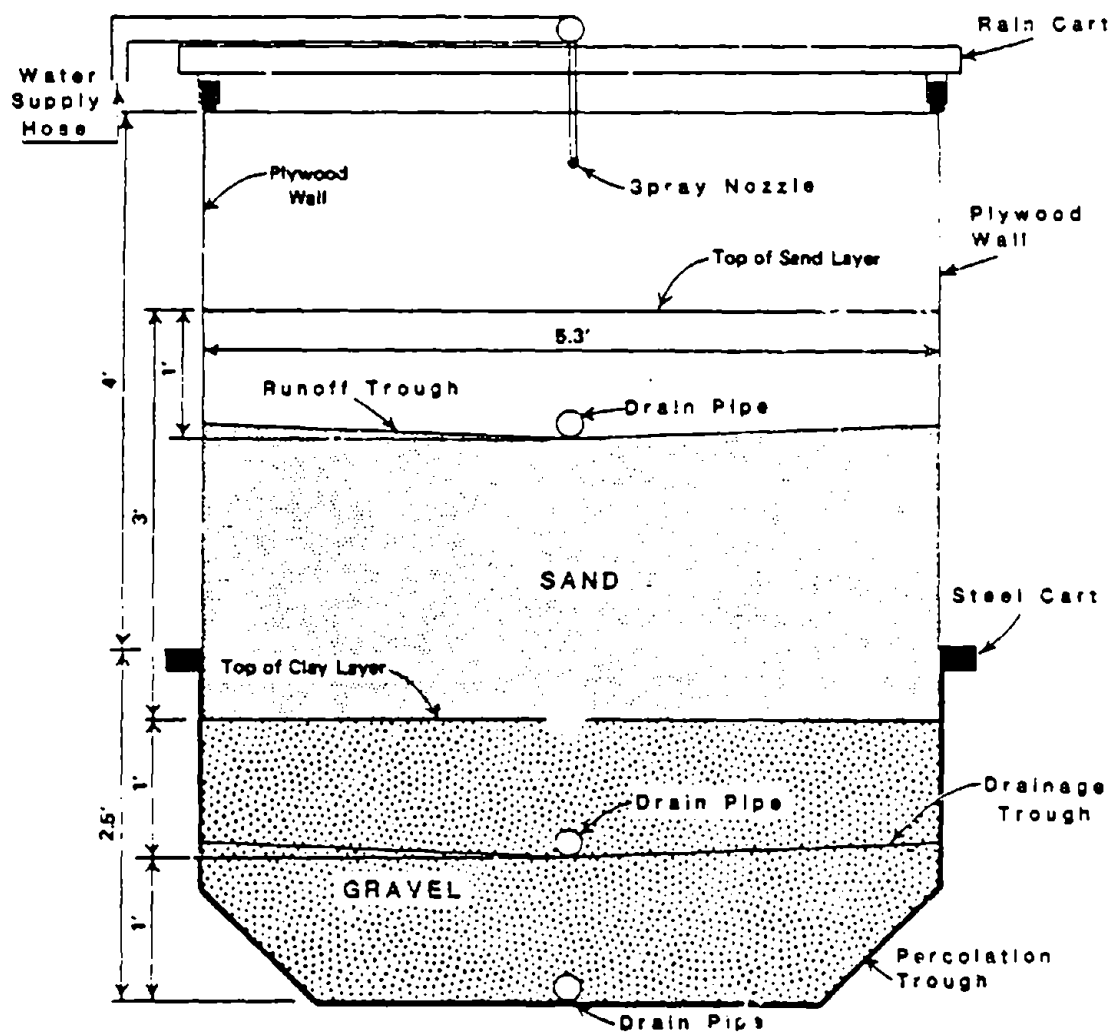 Rain Cart
Water
Supply
Hose
Plywood
Wall
3pray Nozzle
Plywood
Wall
Top of Sand Layer
5.3'
1'
4'
Runoff Trough
Drain Pipe
3'
SAND
Steel Cart
Top of Clay Layer
1'
2.5'
Drain Pipe
Drainage
Trough
GRAVEL
1'
Percolation
Trough
Drain Pipe